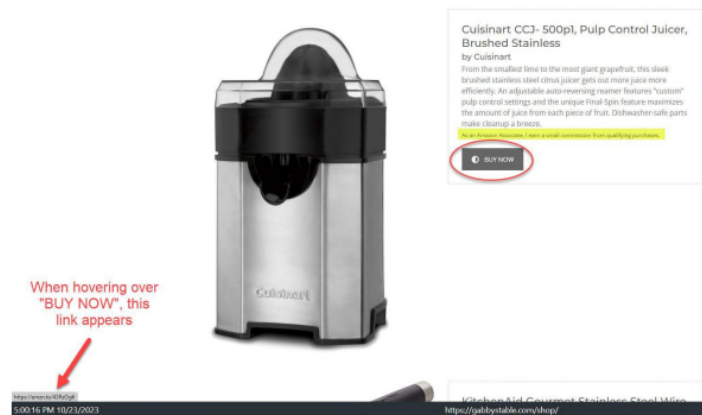 Cuisinart CCJ- 500p1, Pulp Control Juicer,
Brushed Stainless
by Cuisinart
From the smallest lime to the most giant grapefruit, this sleek
brushed stainless steel citrus juicer gets out more juice more
efficiently. An adjustable auto-reversing reamer features "custom"
pulp control settings and the unique Final-Spin feature maximizes
the amount of juice from each piece of fruit. Dishwasher-safe parts
make cleanup a breeze.
As an Amazon Associate, I earn a small commission from qualifying purchases.
BUY NOW
Cuisinart
When hovering over
"BUY NOW", this
link appears
KitchenAid Gourmet Stainless Steel Wire
5:00:16 PM 10/23/2023
https://gabbystable.com/shop/